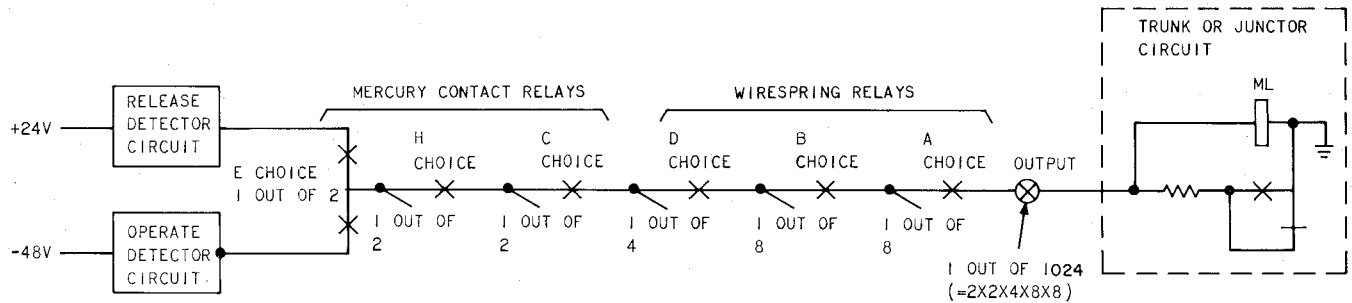 TRUNK OR JUNCTOR
CIRCUIT
ML
MERCURY CONTACT RELAYS
WIRESPRING RELAYS
RELEASE
DETECTOR
CIRCUIT
+24V
E CHOICE
1 OUT OF 2
H
CHOICE
C
CHOICE
D
CHOICE
B
CHOICE
A
CHOICE
OUTPUT
1 OUT OF
2
1 OUT OF
2
1 OUT OF
4
1 OUT OF
8
1 OUT OF
8
-48V
OPERATE
DETECTOR
CIRCUIT
1 OUT OF 1024
(=2X2X4X8X8)